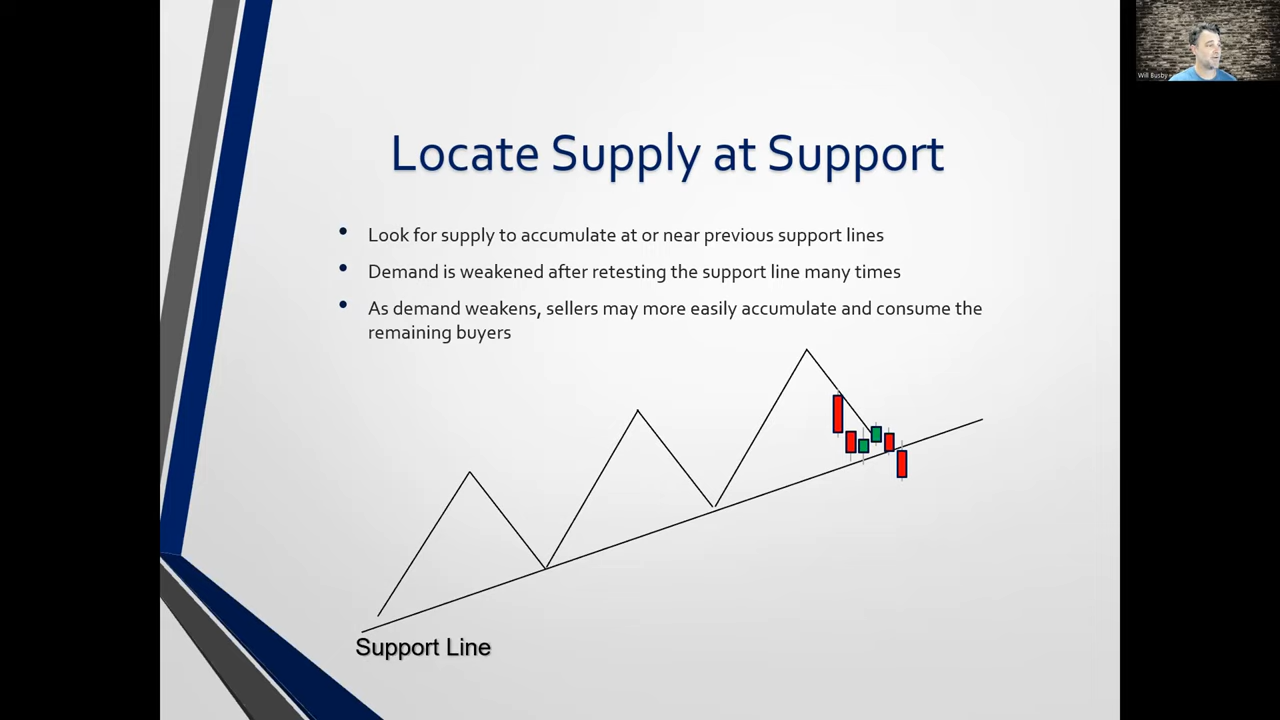 Will Busby
Locate Supply at Support
• Look for supply to accumulate at or near previous support lines
• Demand is weakened after retesting the support line many times
• As demand weakens, sellers may more easily accumulate and consume the
remaining buyers
Support Line